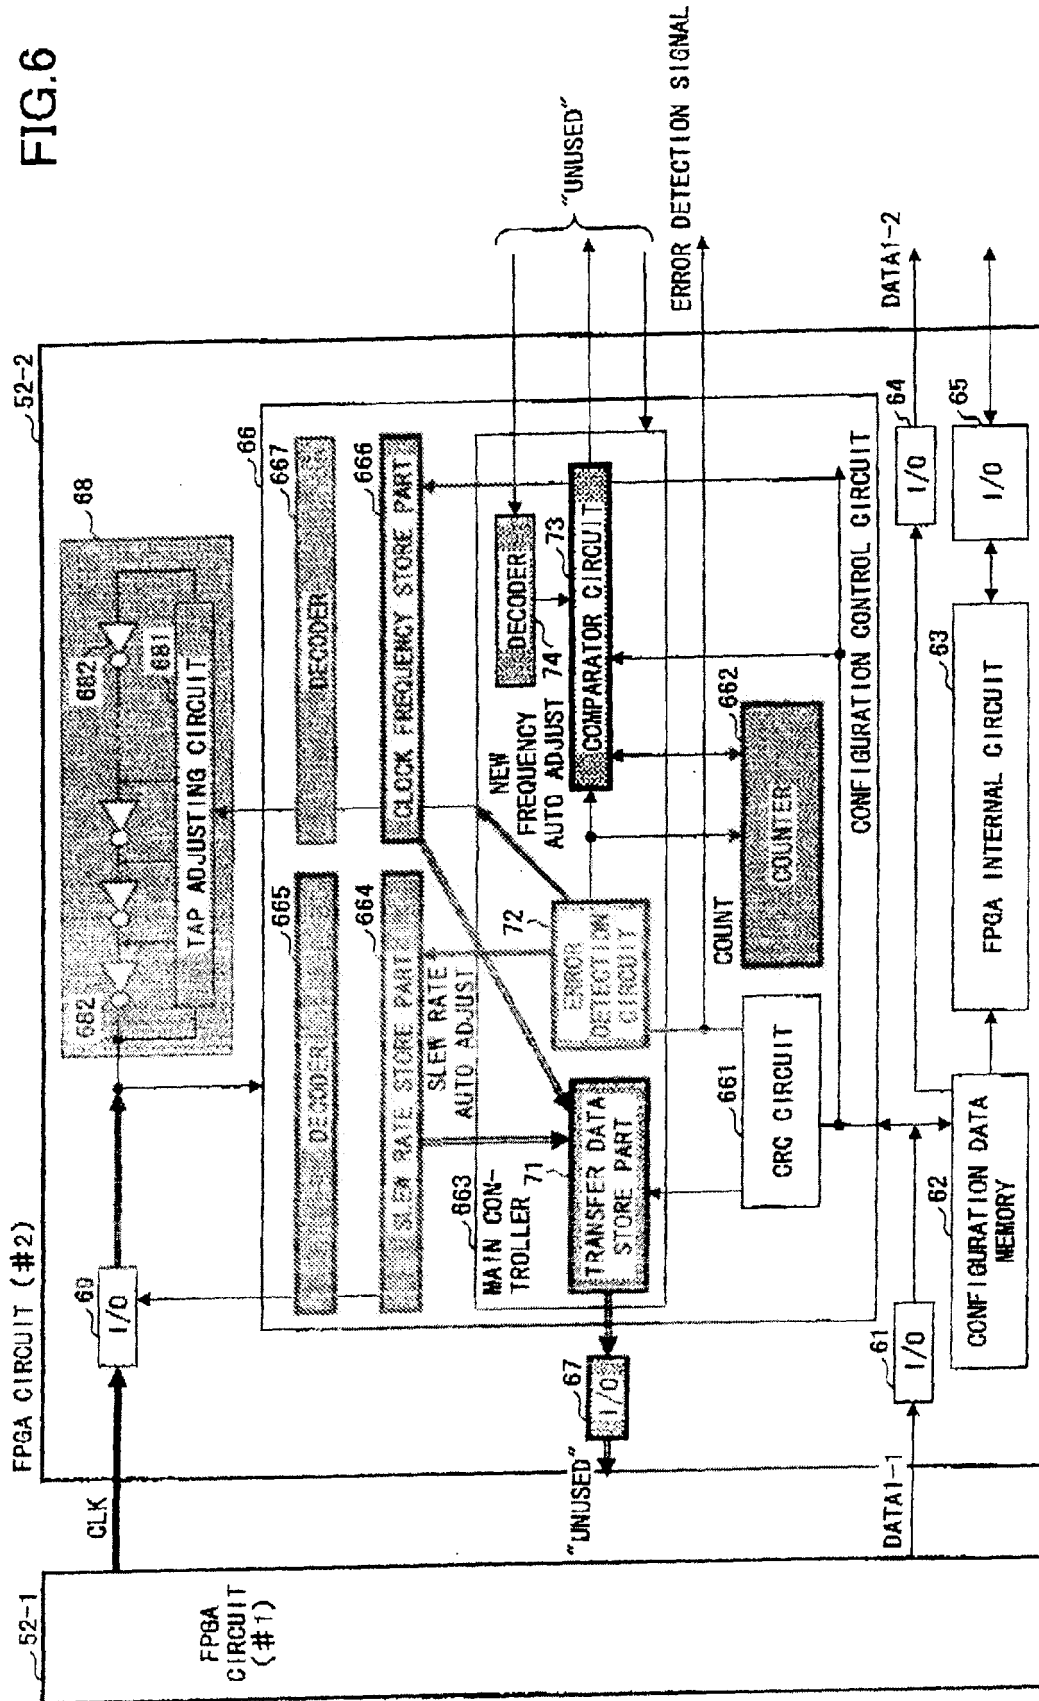 FIG.6
52-1
FPGA
CIRCUIT
(#1)
FPGA CIRCUIT (#2)
52-2
CLK
69
I/O
68
682
682
681
TAP ADJUSTING CIRCUIT
66
665
DECODER
667
DECODER
664
SLEW RATE STORE PART
666
CLOCK FREQUENCY STORE PART
SLEN RATE
AUTO ADJUST
663
MAIN CON-
TROLLER
71
TRANSFER DATA
STORE PART
72
ERROR
DETECTION
CIRCUIT
NEW
FREQUENCY
AUTO ADJUST
DECODER
74
73
COMPARATOR CIRCUIT
"UNUSED"
67
I/O
"UNUSED"
COUNT
662
COUNTER
661
CRC CIRCUIT
ERROR DETECTION SIGNAL
CONFIGURATION CONTROL CIRCUIT
DATA1-1
61
I/O
62
CONFIGURATION DATA
MEMORY
63
FPGA INTERNAL CIRCUIT
64
I/O
DATA1-2
65
I/O